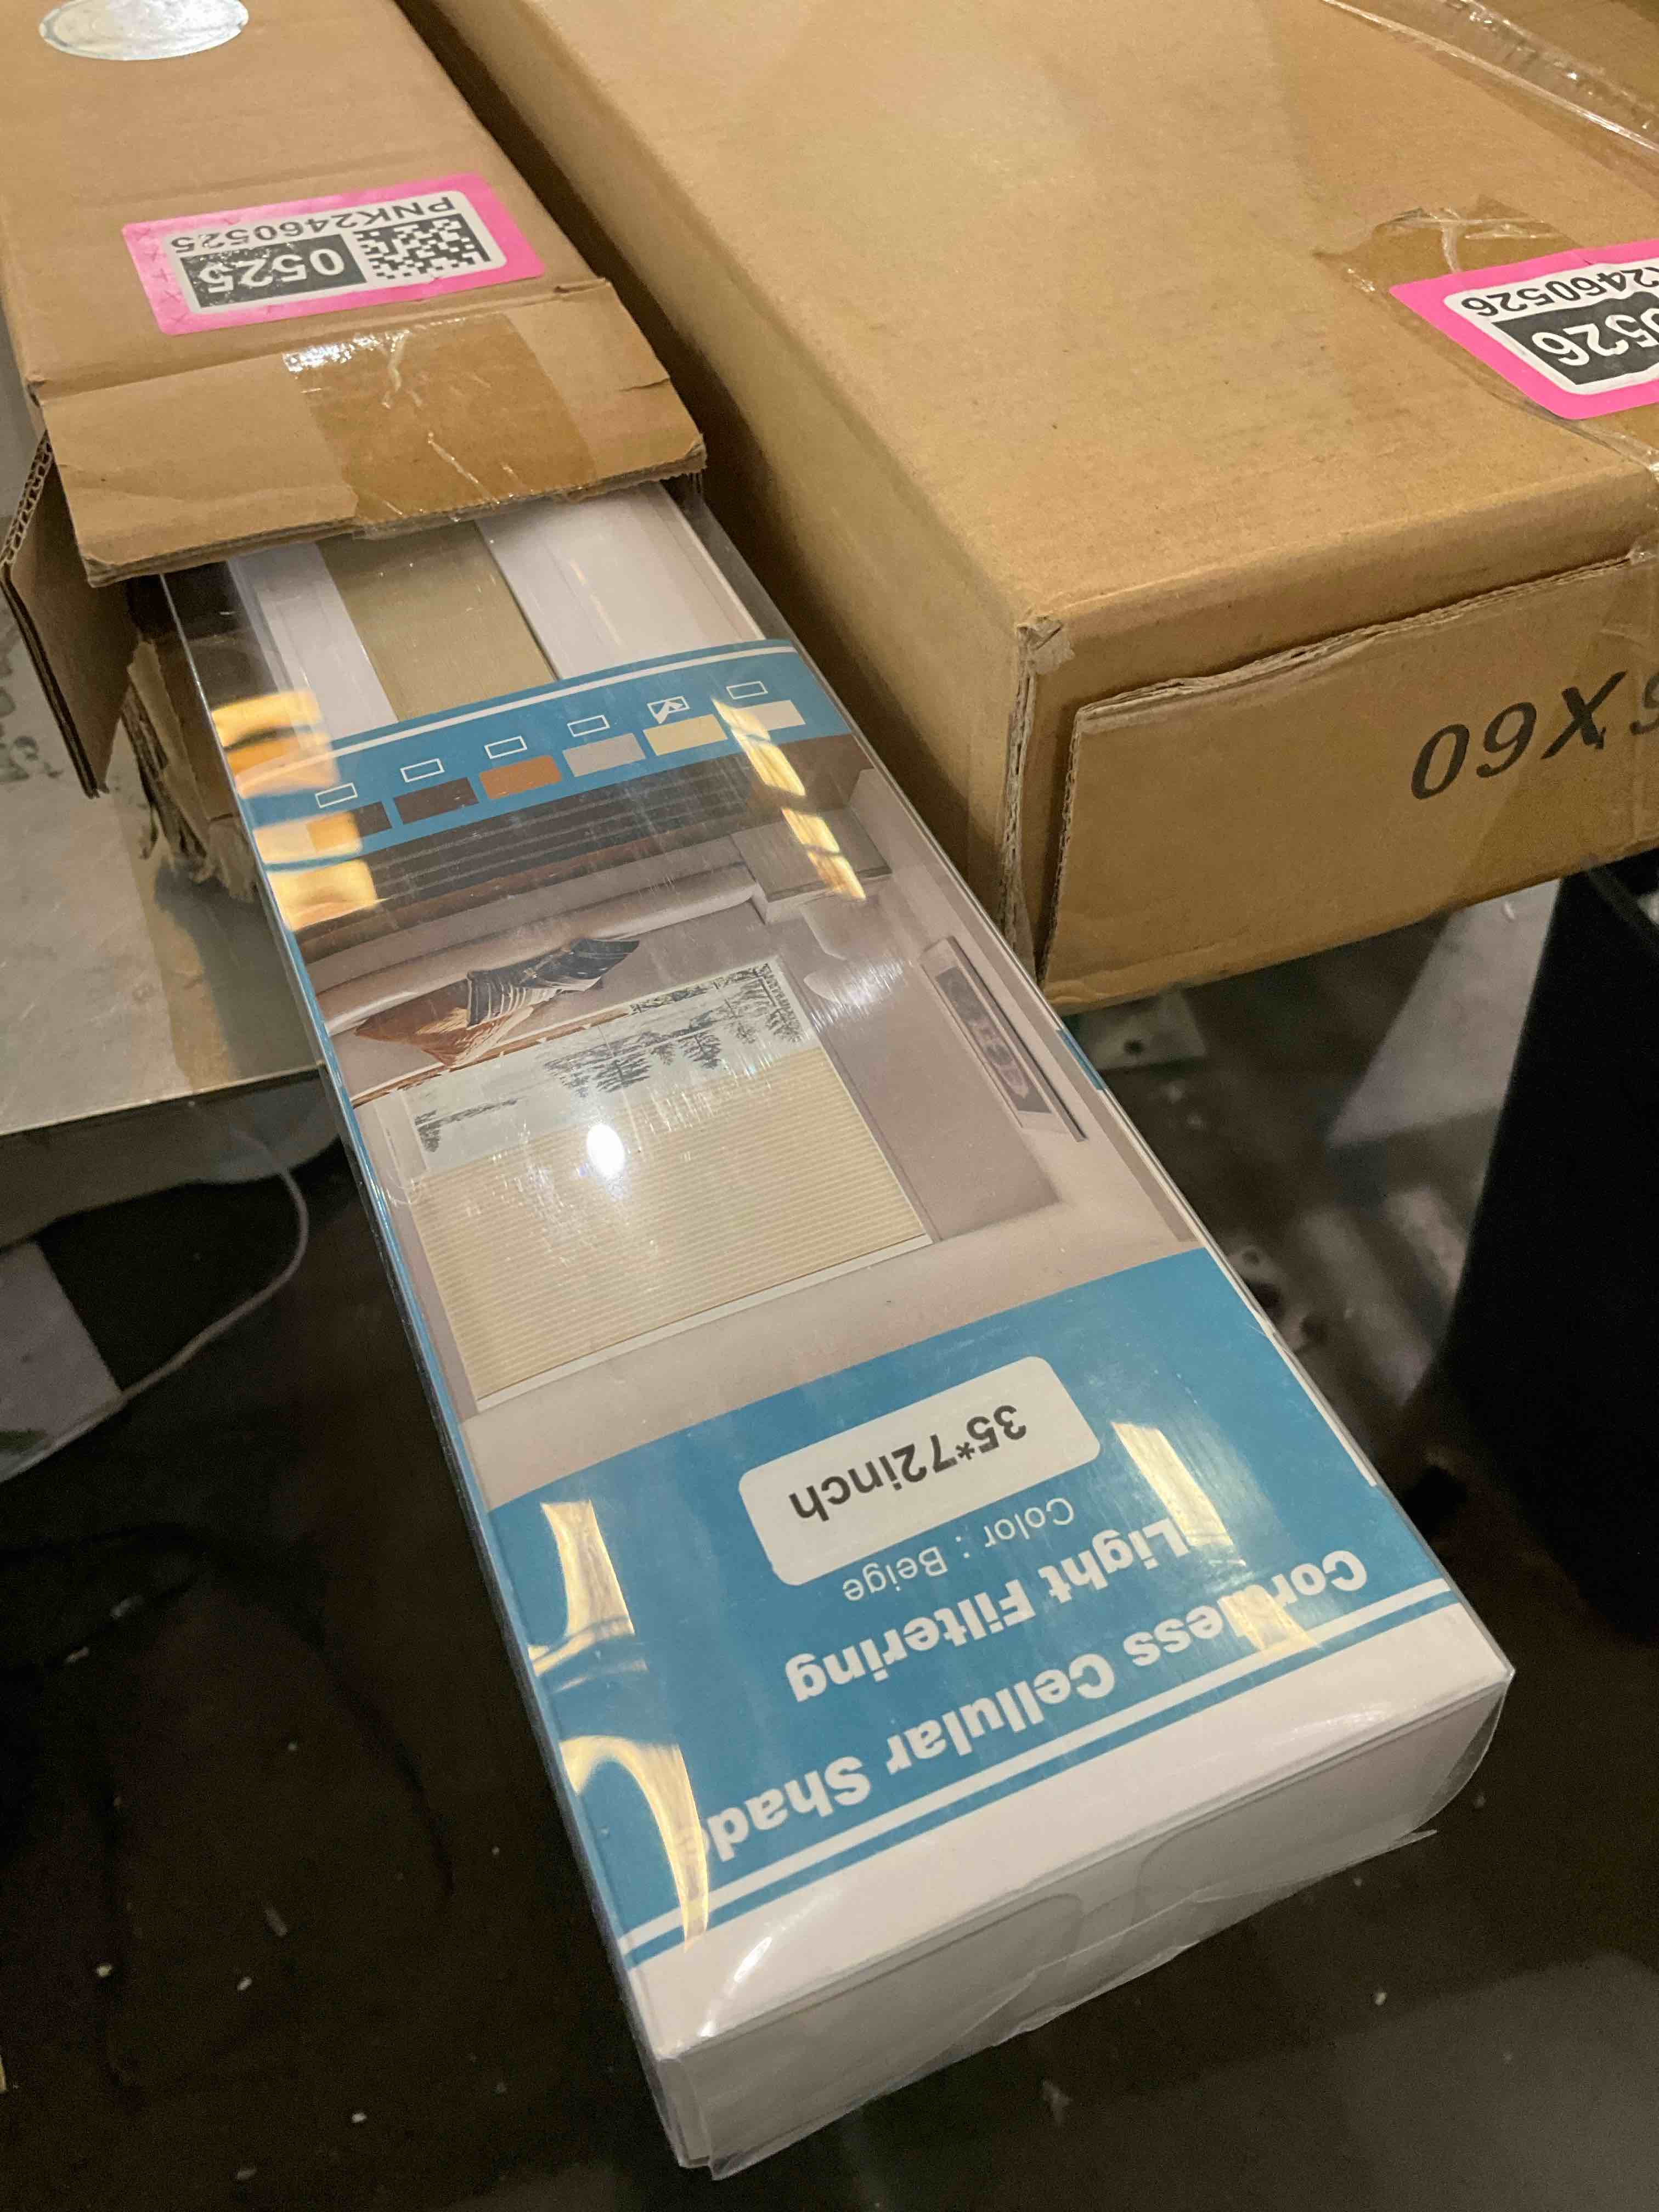 Cordless Cellular Shade
Light Filtering
Color : Beige
35*72inch
0525
PNK2460525
0526
2460526
X60